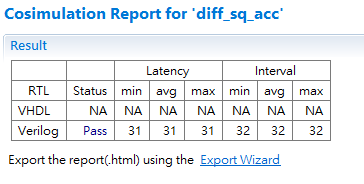 Cosimulation Report for 'diff_sq_acc'
Result
Latency Interval
RTL Status min avg max min avg max
VHDL NA NA NA NA NA NA NA
Verilog Pass 31 31 31 32 32 32
Export the report(.html) using the Export Wizard